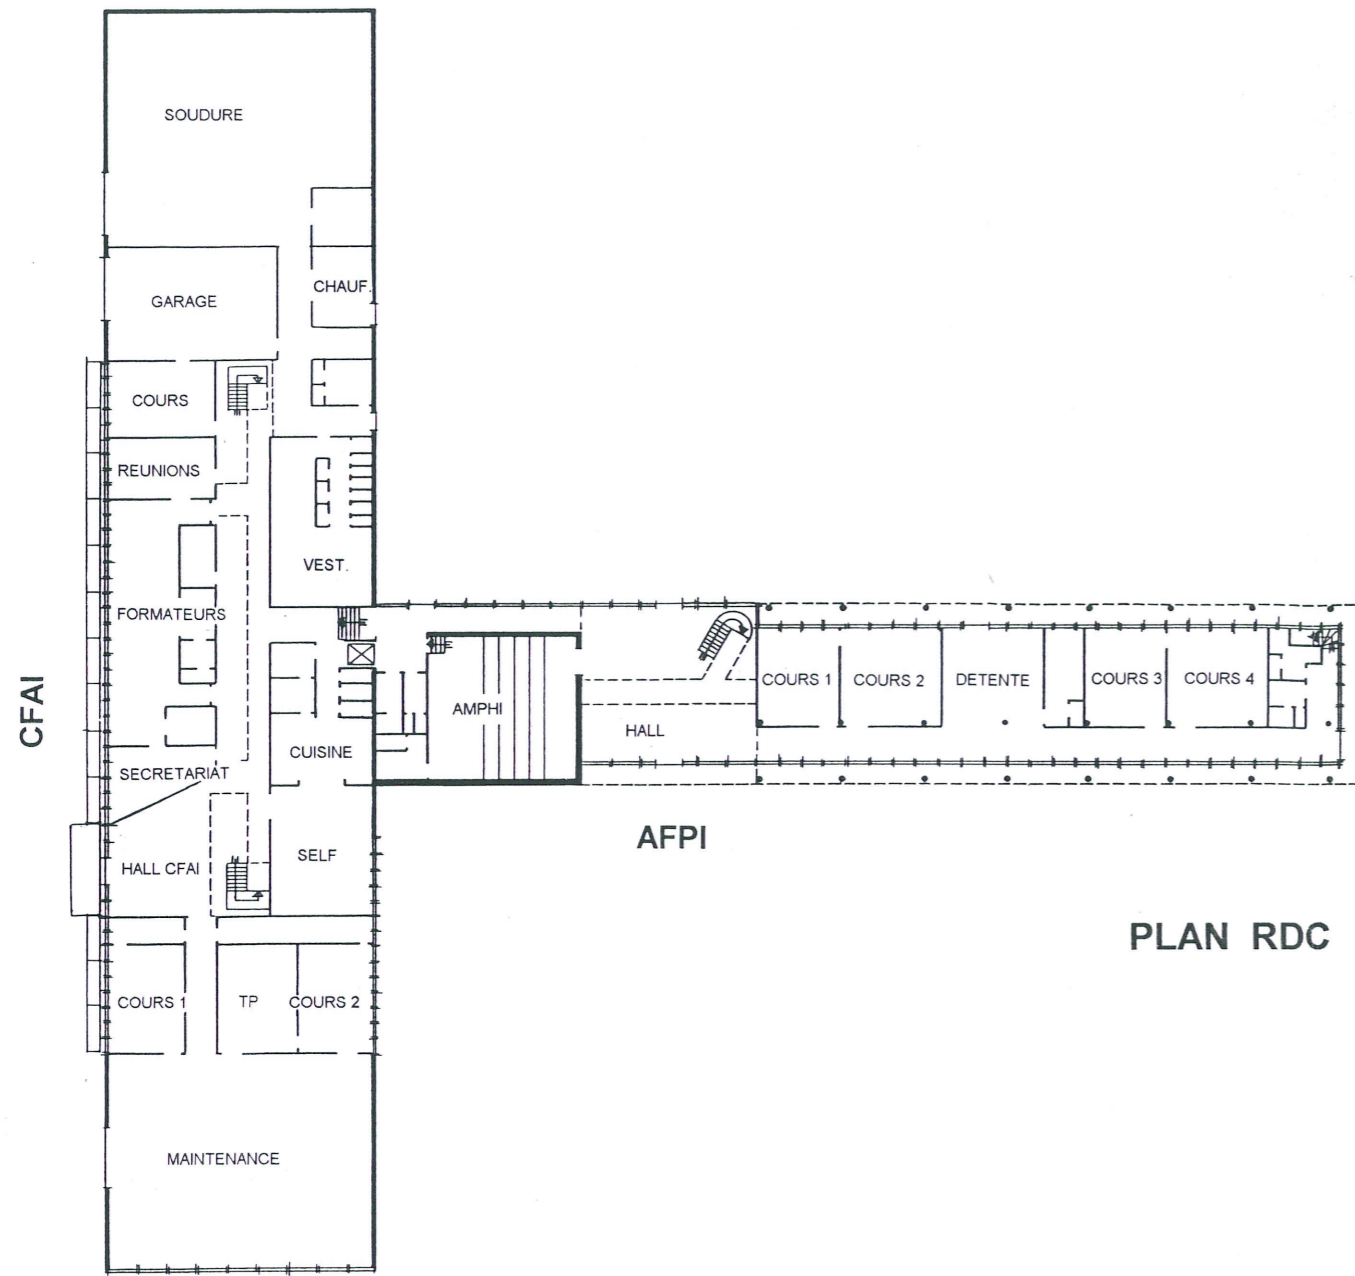 SOUDURE
CHAUF.
GARAGE
COURS
REUNIONS
VEST.
FORMATEURS
CFAI
COURS 1
COURS 2
DETENTE
COURS 3
COURS 4
AMPHI
HALL
CUISINE
SECRETARIAT
AFPI
SELF
HALL CFAI
PLAN RDC
COURS 1
TP
COURS 2
MAINTENANCE